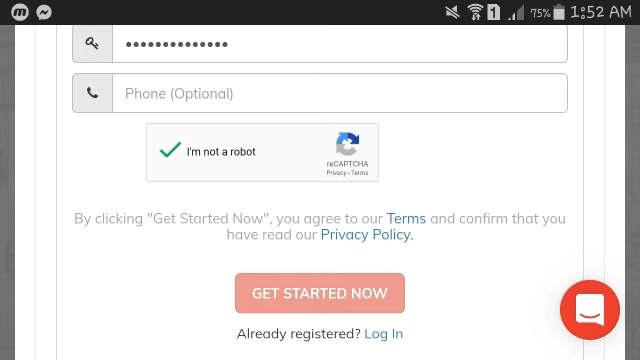 75% 1:52 AM
••••••••••••••
Phone (Optional)
I'm not a robot
reCAPTCHA
Privacy - Terms
By clicking "Get Started Now", you agree to our Terms and confirm that you
have read our Privacy Policy.
GET STARTED NOW
Already registered? Log In